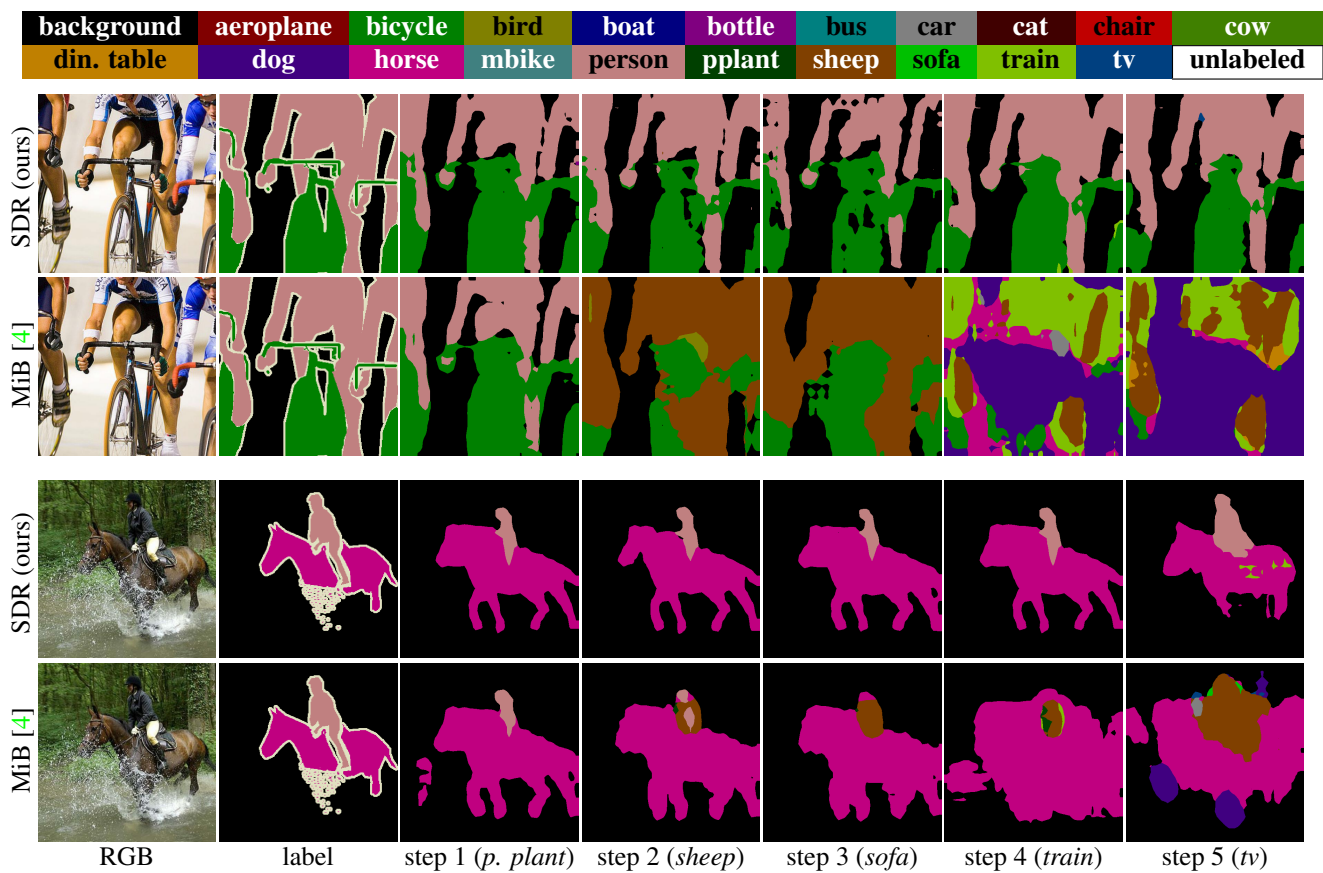 background aeroplane bicycle bird boat bottle bus car cat chair cow
din. table dog horse mbike person pplant sheep sofa train tv unlabeled
SDR (ours)
MiB [4]
SDR (ours)
MiB [4]
RGB label step 1 (p. plant) step 2 (sheep) step 3 (sofa) step 4 (train) step 5 (tv)